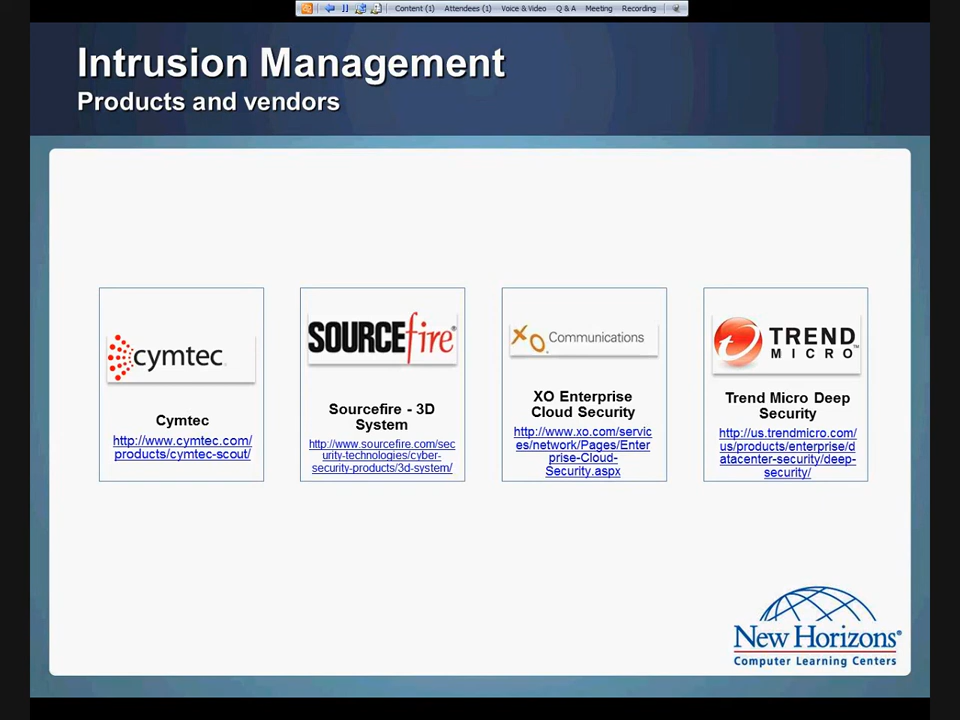 Content (1) Attendees (1) Voice & Video Q & A Meeting Recording
Intrusion Management
Products and vendors
cymtec
Cymtec
http://www.cymtec.com/
products/cymtec-scout/
SOURCEfire®
Sourcefire - 3D
System
http://www.sourcefire.com/sec
urity-technologies/cyber-
security-products/3d-system/
XO Communications
XO Enterprise
Cloud Security
http://www.xo.com/servic
es/network/Pages/Enter
prise-Cloud-
Security.aspx
TREND
MICRO™
Trend Micro Deep
Security
http://us.trendmicro.com/
us/products/enterprise/d
atacenter-security/deep-
security/
New Horizons®
Computer Learning Centers